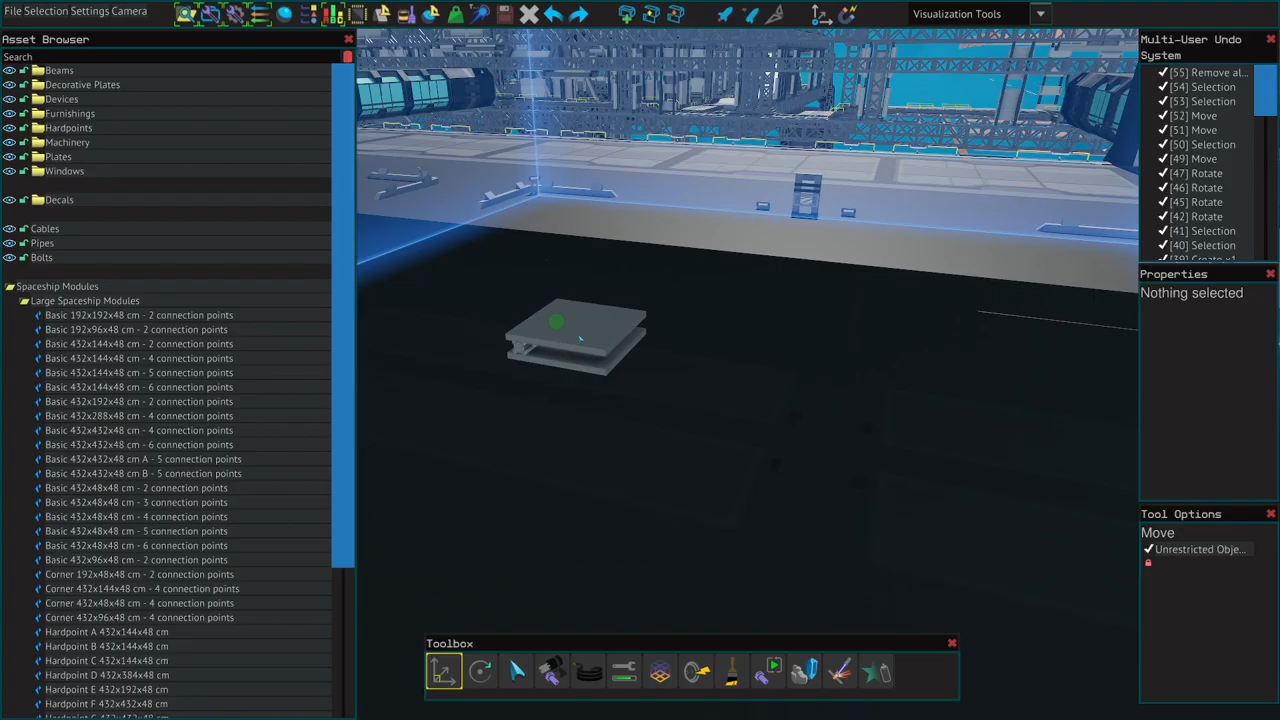 File Selection Settings Camera
Visualization Tools
Asset Browser
Search
Beams
Decorative Plates
Devices
Furnishings
Hardpoints
Machinery
Plates
Windows
Decals
Cables
Pipes
Bolts
Spaceship Modules
Large Spaceship Modules
Basic 192x192x48 cm - 2 connection points
Basic 192x96x48 cm - 2 connection points
Basic 432x144x48 cm - 2 connection points
Basic 432x144x48 cm - 4 connection points
Basic 432x144x48 cm - 5 connection points
Basic 432x144x48 cm - 6 connection points
Basic 432x192x48 cm - 2 connection points
Basic 432x288x48 cm - 4 connection points
Basic 432x432x48 cm - 4 connection points
Basic 432x432x48 cm - 6 connection points
Basic 432x432x48 cm A - 5 connection points
Basic 432x432x48 cm B - 5 connection points
Basic 432x48x48 cm - 2 connection points
Basic 432x48x48 cm - 3 connection points
Basic 432x48x48 cm - 4 connection points
Basic 432x48x48 cm - 5 connection points
Basic 432x48x48 cm - 6 connection points
Basic 432x96x48 cm - 2 connection points
Corner 192x48x48 cm - 2 connection points
Corner 432x144x48 cm - 4 connection points
Corner 432x48x48 cm - 4 connection points
Corner 432x96x48 cm - 4 connection points
Hardpoint A 432x144x48 cm
Hardpoint B 432x144x48 cm
Hardpoint C 432x144x48 cm
Hardpoint D 432x384x48 cm
Hardpoint E 432x192x48 cm
Hardpoint F 432x432x48 cm
Toolbox
Multi-User Undo
System
[55] Remove al...
[54] Selection
[53] Selection
[52] Move
[51] Move
[50] Selection
[49] Move
[47] Rotate
[46] Rotate
[45] Rotate
[42] Rotate
[41] Selection
[40] Selection
[39] Create x1
Properties
Nothing selected
Tool Options
Move
Unrestricted Obje...